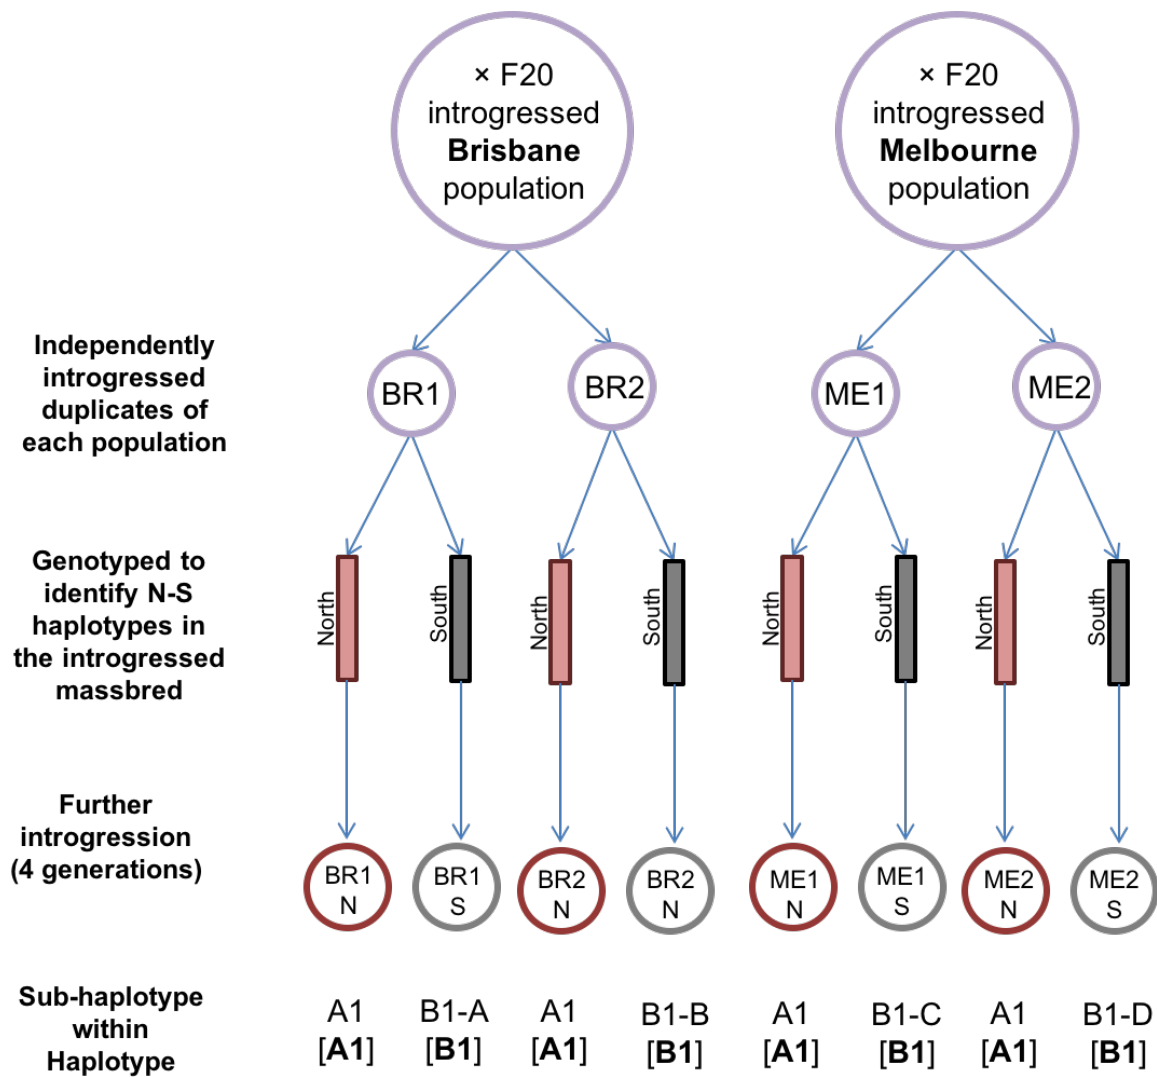 × F20
introgressed
Brisbane
population
× F20
introgressed
Melbourne
population
Independently
introgressed
duplicates of
each population
BR1
BR2
ME1
ME2
Genotyped to
identify N-S
haplotypes in
the introgressed
massbred
North
South
North
South
North
South
North
South
Further
introgression
(4 generations)
BR1
N
BR1
S
BR2
N
BR2
N
ME1
N
ME1
S
ME2
N
ME2
S
Sub-haplotype
within
Haplotype
A1
[A1]
B1-A
[B1]
A1
[A1]
B1-B
[B1]
A1
[A1]
B1-C
[B1]
A1
[A1]
B1-D
[B1]